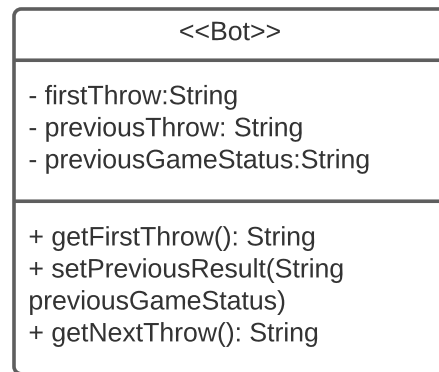 <<Bot>>
- firstThrow:String
- previousThrow: String
- previousGameStatus:String
+ getFirstThrow(): String
+ setPreviousResult(String
previousGameStatus)
+ getNextThrow(): String